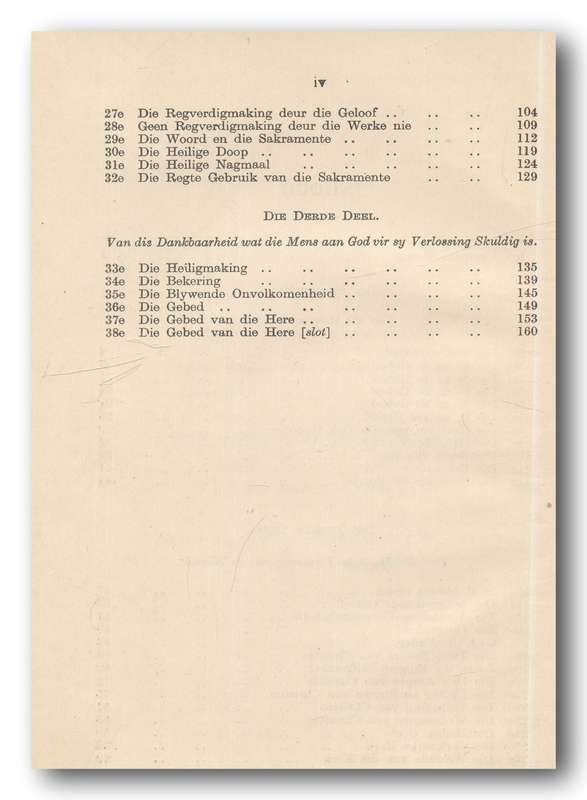 iv
27e Die Regverdigmaking deur die Geloof .. .. .. 104
28e Geen Regverdigmaking deur die Werke nie .. .. 109
29e Die Woord en die Sakramente .. .. .. .. 112
30e Die Heilige Doop .. .. .. .. .. .. 119
31e Die Heilige Nagmaal .. .. .. .. .. 124
32e Die Regte Gebruik van die Sakramente .. .. 129
DIE DERDE DEEL.
Van dis Dankbaarheid wat die Mens aan God vir sy Verlossing Skuldig is.
33e Die Heiligmaking .. .. .. .. .. .. 135
34e Die Bekering .. .. .. .. .. .. 139
35e Die Blywende Onvolkomenheid .. .. .. .. 145
36e Die Gebed .. .. .. .. .. .. .. 149
37e Die Gebed van die Here .. .. .. .. .. 153
38e Die Gebed van die Here [slot] .. .. .. .. 160